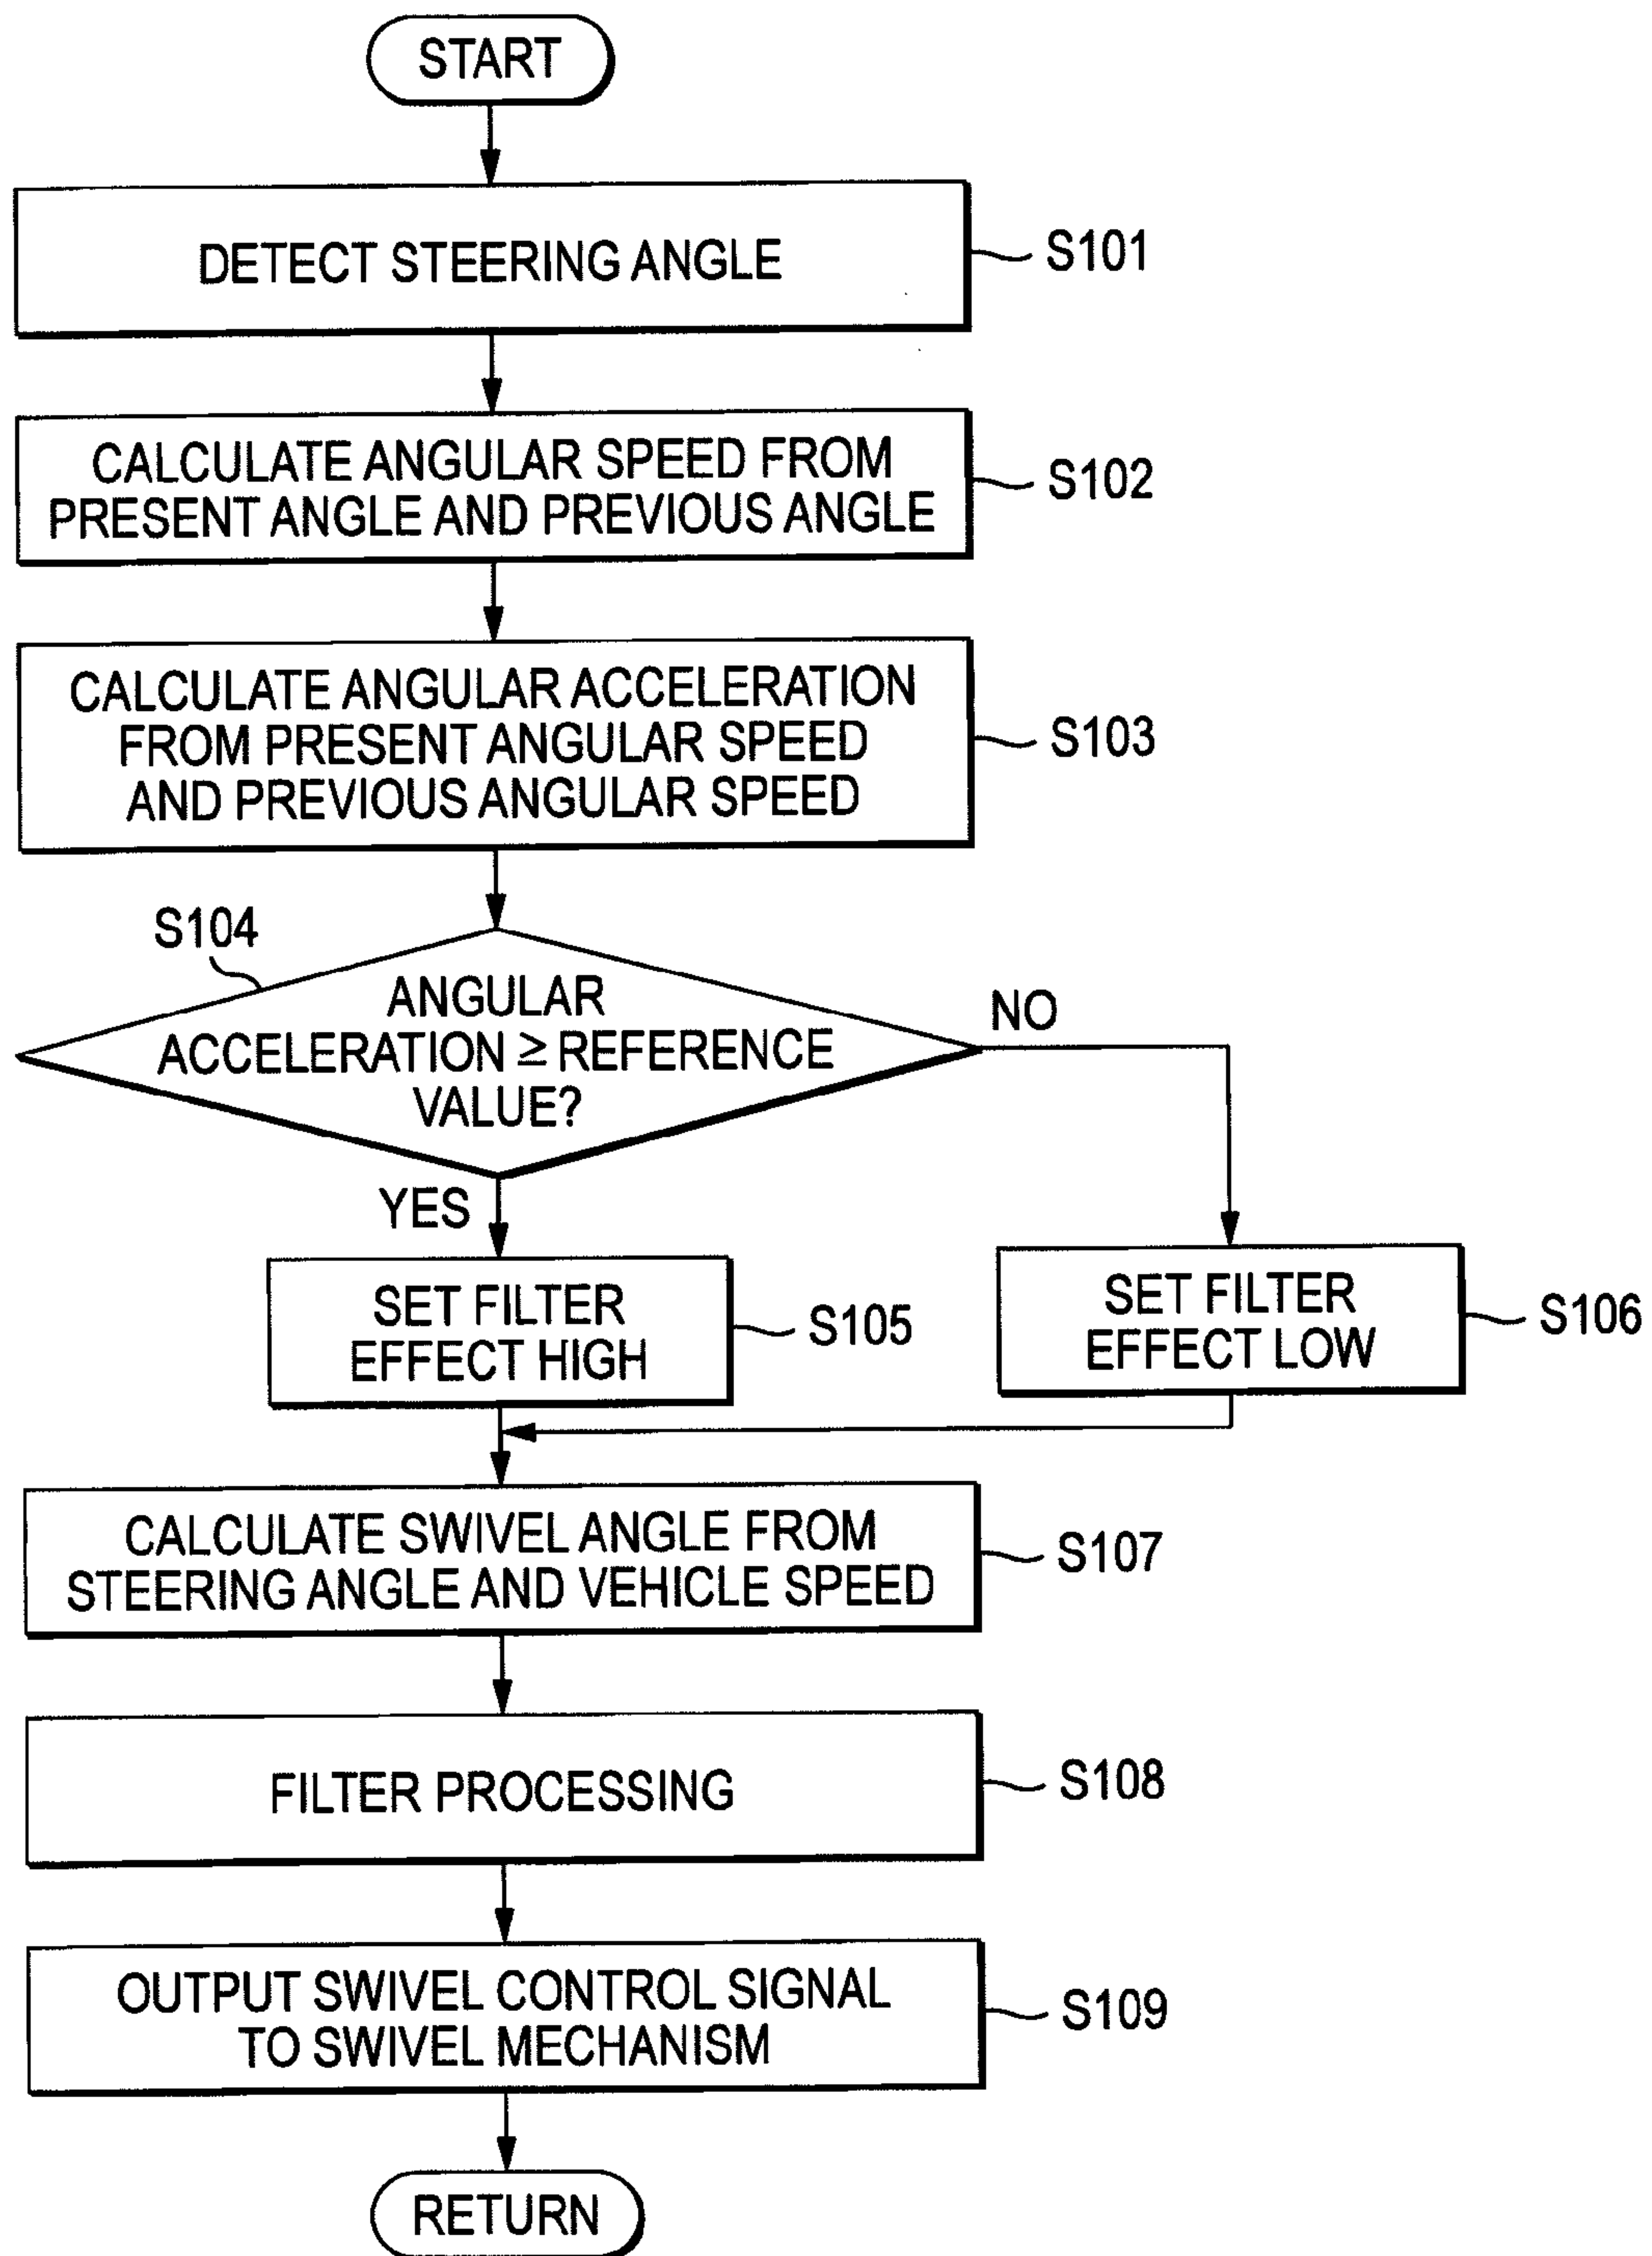 START
DETECT STEERING ANGLE
S101
CALCULATE ANGULAR SPEED FROM
PRESENT ANGLE AND PREVIOUS ANGLE
S102
CALCULATE ANGULAR ACCELERATION
FROM PRESENT ANGULAR SPEED
AND PREVIOUS ANGULAR SPEED
S103
S104
ANGULAR
ACCELERATION ≥ REFERENCE
VALUE?
NO
YES
SET FILTER
EFFECT HIGH
S105
SET FILTER
EFFECT LOW
S106
CALCULATE SWIVEL ANGLE FROM
STEERING ANGLE AND VEHICLE SPEED
S107
FILTER PROCESSING
S108
OUTPUT SWIVEL CONTROL SIGNAL
TO SWIVEL MECHANISM
S109
RETURN